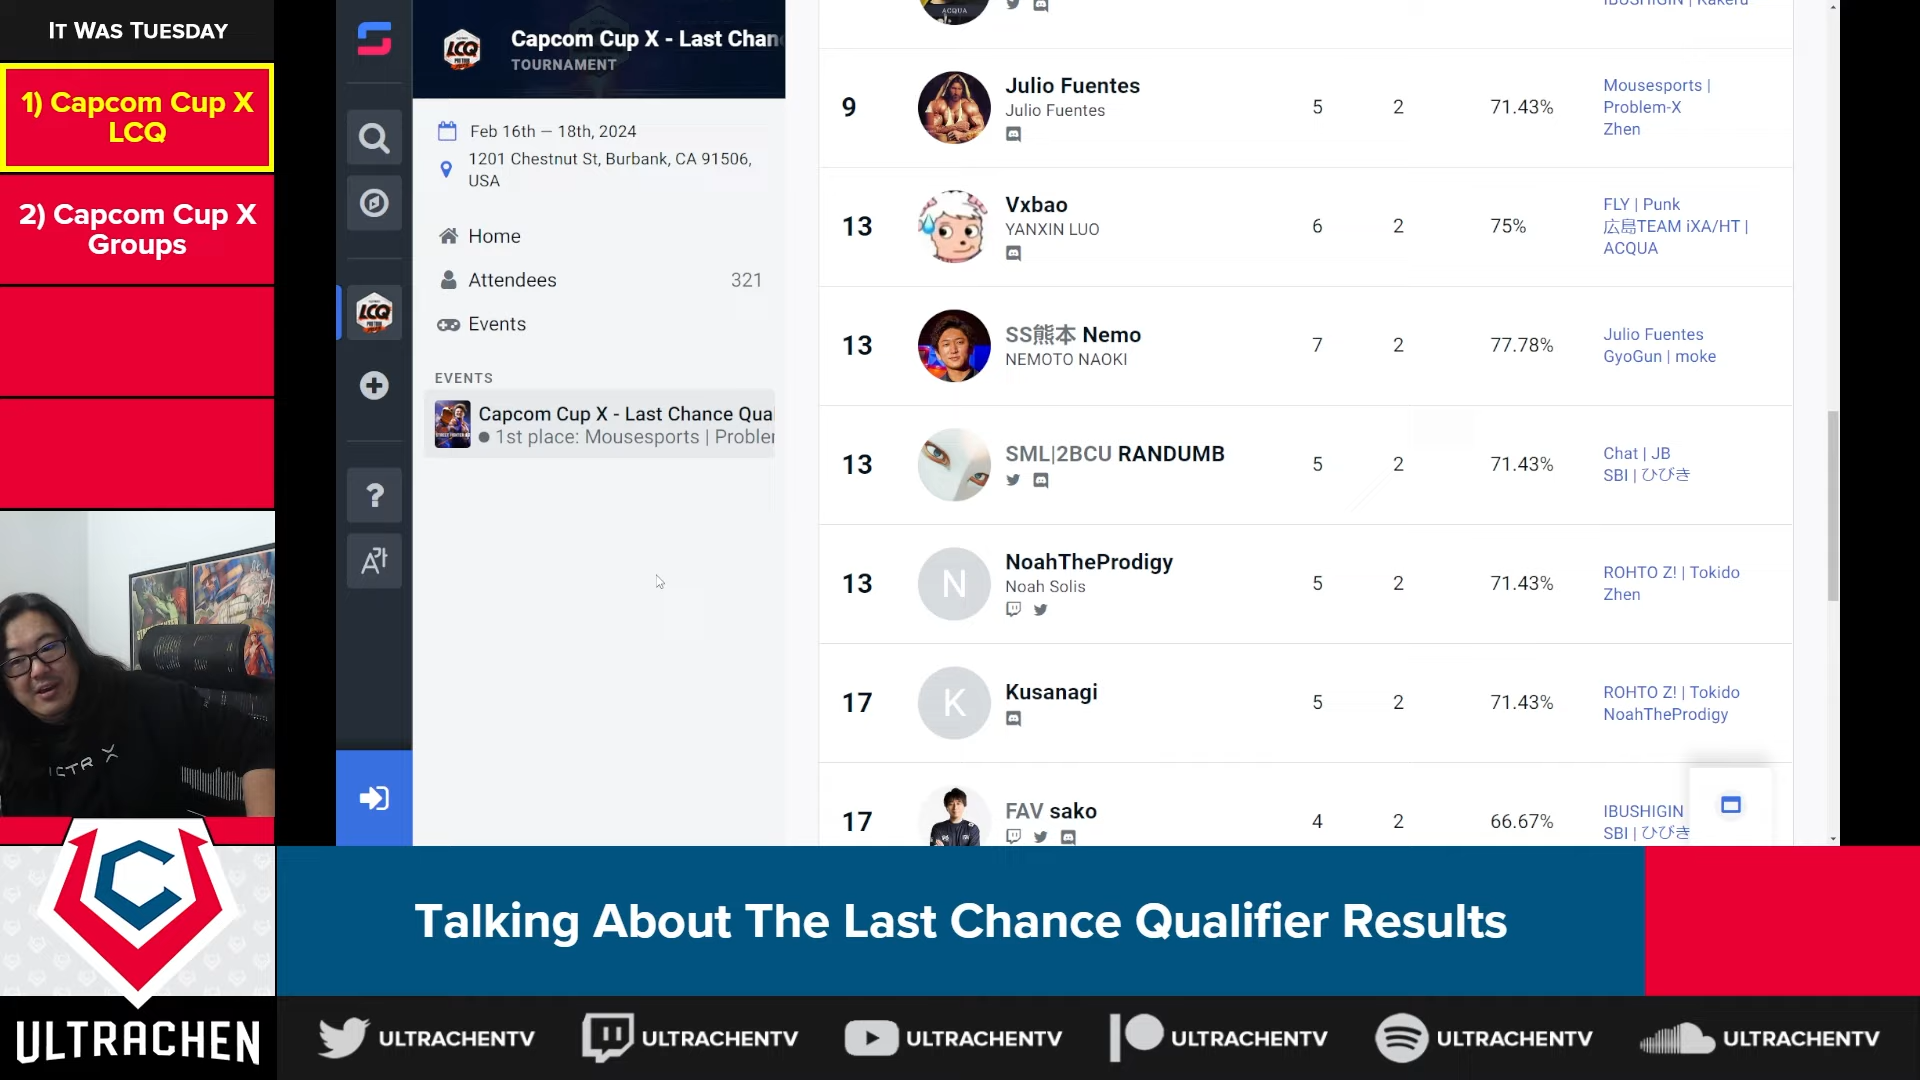 IT WAS TUESDAY
1) Capcom Cup X
LCQ
2) Capcom Cup X
Groups
LCQ
Capcom Cup X - Last Chan
TOURNAMENT
Feb 16th — 18th, 2024
1201 Chestnut St, Burbank, CA 91506,
USA
Home
Attendees 321
Events
EVENTS
Capcom Cup X - Last Chance Qua
1st place: Mousesports | Probler
LCQ
?
ACQUA
IBUSHIGIN | Kakeru
9 Julio Fuentes 5 2 71.43% Mousesports |
Julio Fuentes Problem-X
Zhen
13 Vxbao 6 2 75% FLY | Punk
YANXIN LUO 広島TEAM iXA/HT |
ACQUA
13 SS熊本 Nemo 7 2 77.78% Julio Fuentes
NEMOTO NAOKI GyoGun | moke
13 SML|2BCU RANDUMB 5 2 71.43% Chat | JB
SBI | ひびき
13 N NoahTheProdigy 5 2 71.43% ROHTO Z! | Tokido
Noah Solis Zhen
17 K Kusanagi 5 2 71.43% ROHTO Z! | Tokido
NoahTheProdigy
17 FAV sako 4 2 66.67% IBUSHIGIN
SBI | ひびき
Talking About The Last Chance Qualifier Results
ULTRACHEN
ULTRACHENTV ULTRACHENTV ULTRACHENTV ULTRACHENTV ULTRACHENTV ULTRACHENTV